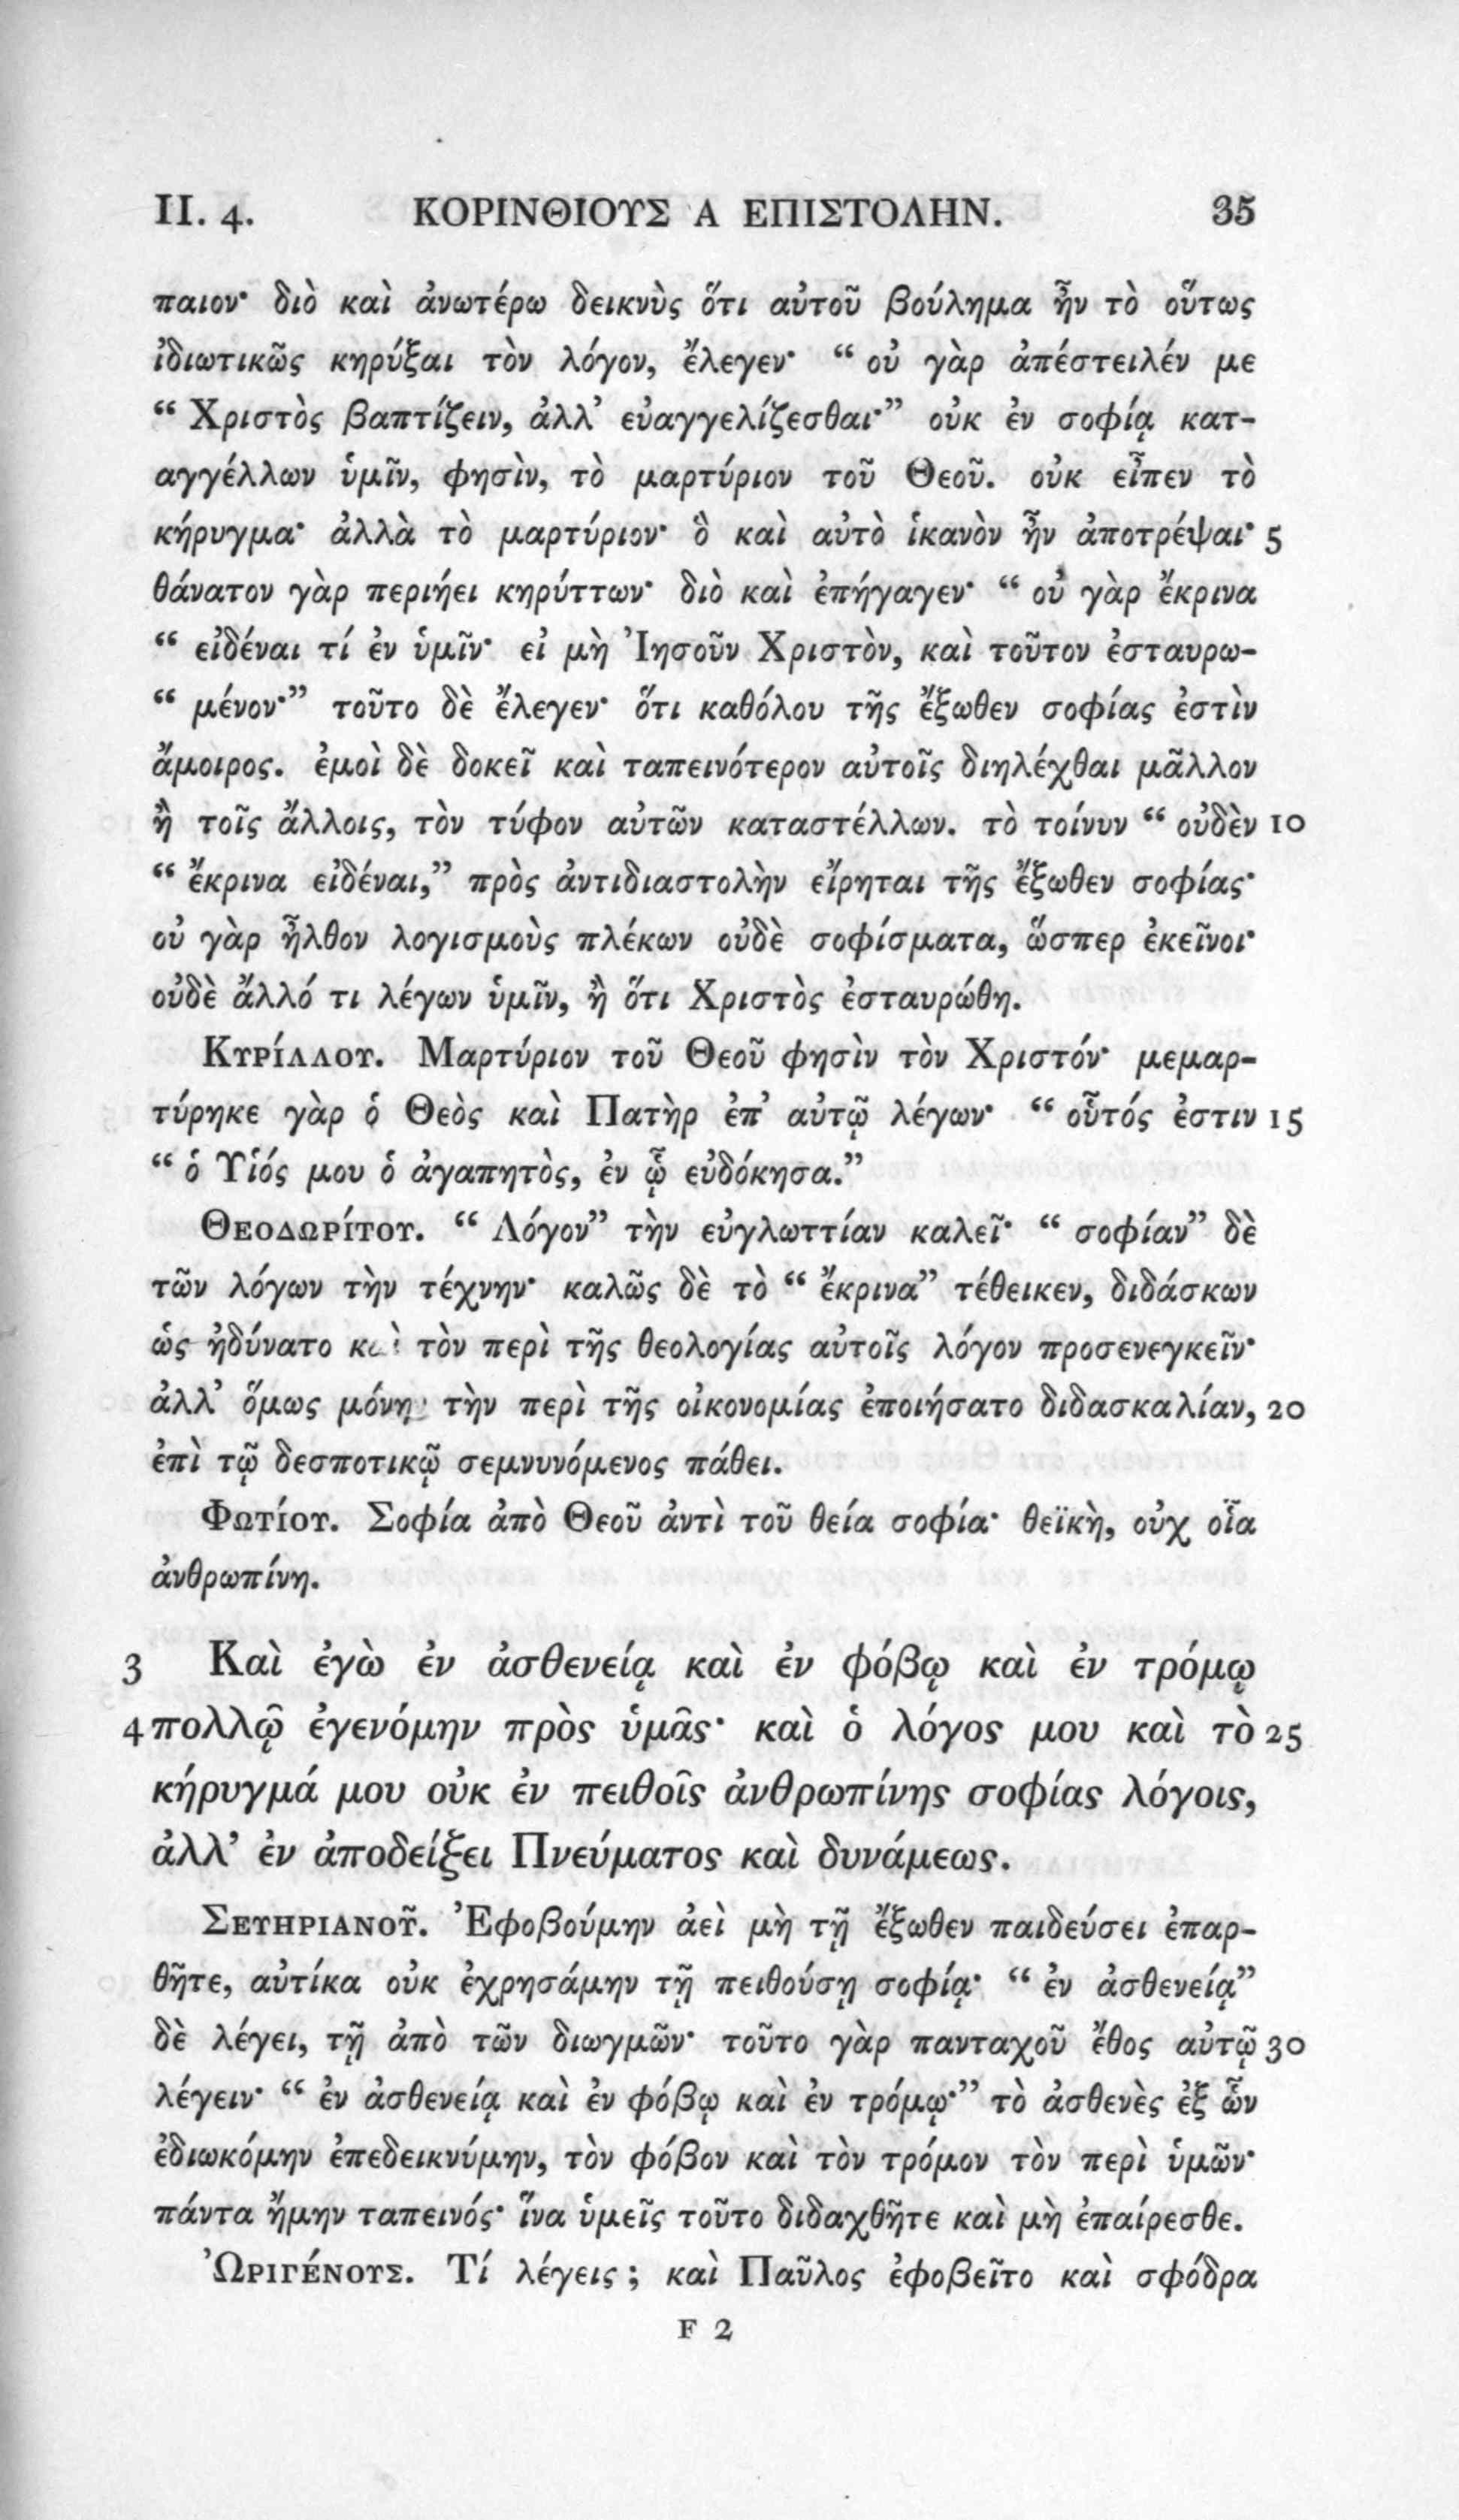 II. 4. ΚΟΡΙΝΘΙΟΥΣ Α ΕΠΙΣΤΟΛΗΝ. 35
παιον· διὸ καὶ ἀνωτέρω δεικνὺς ὅτι αὐτοῦ βούλημα ἦν τὸ οὕτως
ἰδιωτικῶς κηρύξαι τὸν λόγον, ἔλεγεν· “ οὐ γὰρ ἀπέστειλέν με
“ Χριστὸς βαπτίζειν, ἀλλ’ εὐαγγελίζεσθαι·” οὐκ ἐν σοφίᾳ κατ-
αγγέλλων ὑμῖν, φησὶν, τὸ μαρτύριον τοῦ Θεοῦ. οὐκ εἶπεν τὸ
κήρυγμα· ἀλλὰ τὸ μαρτύριον· ὃ καὶ αὐτὸ ἱκανὸν ἦν ἀποτρέψαι· 5
θάνατον γὰρ περιῄει κηρύττων· διὸ καὶ ἐπήγαγεν· “ οὐ γὰρ ἔκρινα
“ εἰδέναι τί ἐν ὑμῖν· εἰ μὴ Ἰησοῦν Χριστὸν, καὶ τοῦτον ἐσταυρω-
“ μένον·” τοῦτο δὲ ἔλεγεν· ὅτι καθόλου τῆς ἔξωθεν σοφίας ἐστὶν
ἄμοιρος. ἐμοὶ δὲ δοκεῖ καὶ ταπεινότερον αὐτοῖς διηλέχθαι μᾶλλον
ἢ τοῖς ἄλλοις, τὸν τύφον αὐτῶν καταστέλλων. τὸ τοίνυν “ οὐδὲν 10
“ ἔκρινα εἰδέναι,” πρὸς ἀντιδιαστολὴν εἴρηται τῆς ἔξωθεν σοφίας·
οὐ γὰρ ἦλθον λογισμοὺς πλέκων οὐδὲ σοφίσματα, ὥσπερ ἐκεῖνοι·
οὐδὲ ἄλλό τι λέγων ὑμῖν, ἢ ὅτι Χριστὸς ἐσταυρώθη.
ΚΥΡΊΛΛΟΥ. Μαρτύριον τοῦ Θεοῦ φησὶν τὸν Χριστόν· μεμαρ-
τύρηκε γὰρ ὁ Θεὸς καὶ Πατὴρ ἐπ’ αὐτῷ λέγων· “ οὗτός ἐστιν 15
“ ὁ Υἱός μου ὁ ἀγαπητὸς, ἐν ᾧ εὐδόκησα.”
ΘΕΟΔΩΡΊΤΟΥ. “ Λόγον” τὴν εὐγλωττίαν καλεῖ· “ σοφίαν” δὲ
τῶν λόγων τὴν τέχνην· καλῶς δὲ τὸ “ ἔκρινα” τέθεικεν, διδάσκων
ὡς ἠδύνατο καὶ τὸν περὶ τῆς θεολογίας αὐτοῖς λόγον προσενεγκεῖν·
ἀλλ’ ὅμως μόνην τὴν περὶ τῆς οἰκονομίας ἐποιήσατο διδασκαλίαν, 20
ἐπὶ τῷ δεσποτικῷ σεμνυνόμενος πάθει.
ΦΩΤΊΟΥ. Σοφία ἀπὸ Θεοῦ ἀντὶ τοῦ θεία σοφία· θεϊκὴ, οὐχ οἵα
ἀνθρωπίνη.
3 Καὶ ἐγὼ ἐν ἀσθενείᾳ καὶ ἐν φόβῳ καὶ ἐν τρόμῳ
4 πολλῷ ἐγενόμην πρὸς ὑμᾶς· καὶ ὁ λόγος μου καὶ τὸ 25
κήρυγμά μου οὐκ ἐν πειθοῖς ἀνθρωπίνης σοφίας λόγοις,
ἀλλ’ ἐν ἀποδείξει Πνεύματος καὶ δυνάμεως.
ΣΕΥΗΡΙΑΝΟΥ͂. Ἐφοβούμην ἀεὶ μὴ τῇ ἔξωθεν παιδεύσει ἐπαρ-
θῆτε, αὐτίκα οὐκ ἐχρησάμην τῇ πειθούσῃ σοφίᾳ· “ ἐν ἀσθενείᾳ”
δὲ λέγει, τῇ ἀπὸ τῶν διωγμῶν· τοῦτο γὰρ πανταχοῦ ἔθος αὐτῷ 30
λέγειν· “ ἐν ἀσθενείᾳ καὶ ἐν φόβῳ καὶ ἐν τρόμῳ·” τὸ ἀσθενὲς ἐξ ὧν
ἐδιωκόμην ἐπεδεικνύμην, τὸν φόβον καὶ τὸν τρόμον τὸν περὶ ὑμῶν·
πάντα ἤμην ταπεινός· ἵνα ὑμεῖς τοῦτο διδαχθῆτε καὶ μὴ ἐπαίρεσθε.
ὨΡΙΓΈΝΟΥΣ. Τί λέγεις ; καὶ Παῦλος ἐφοβεῖτο καὶ σφόδρα
F 2